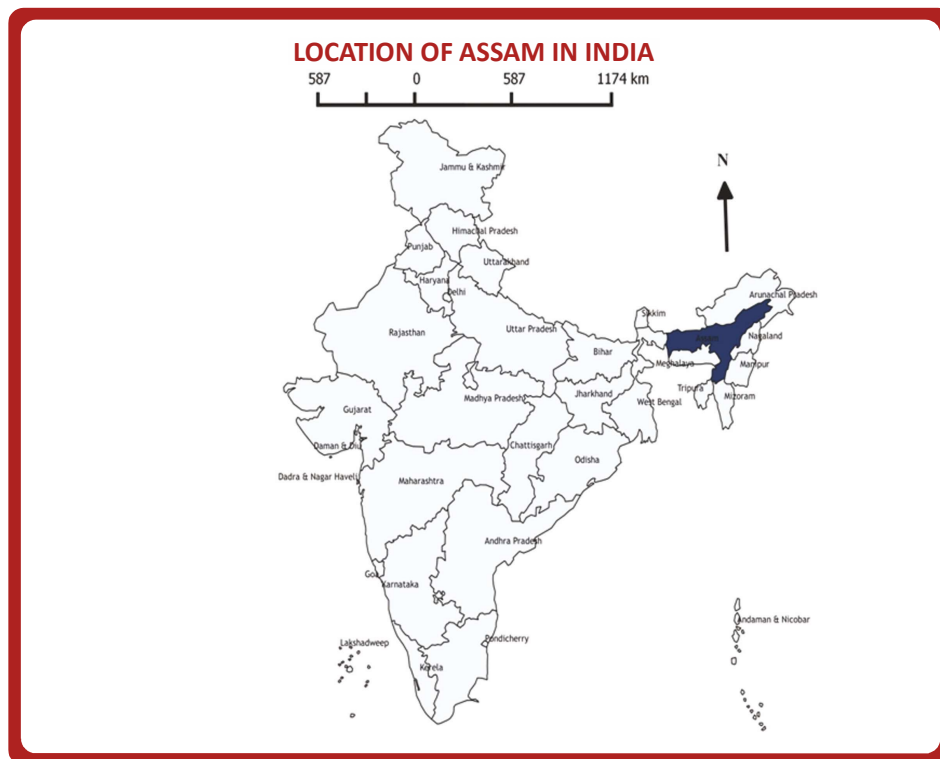 LOCATION OF ASSAM IN INDIA
587 0 587 1174 km
N
Jammu & Kashmir
Himachal Pradesh
Punjab
Uttarakhand
Haryana
Delhi
Arunachal Pradesh
Sikkim
Rajasthan
Uttar Pradesh
Assam
Nagaland
Bihar
Meghalaya
Manipur
Tripura
Mizoram
Jharkhand
West Bengal
Madhya Pradesh
Gujarat
Daman & Diu
Chattisgarh
Odisha
Dadra & Nagar Haveli
Maharashtra
Andhra Pradesh
Goa
Karnataka
Andaman & Nicobar
Pondicherry
Lakshadweep
Kerela